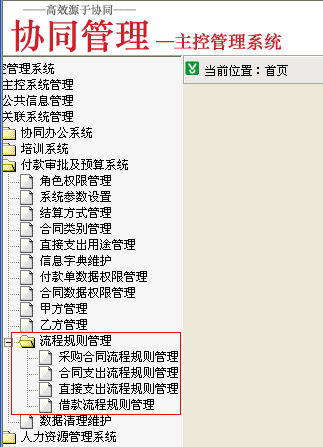 ——高效源于协同——
协同管理 —主控管理系统
控管理系统
主控系统管理
公共信息管理
关联系统管理
协同办公系统
培训系统
付款审批及预算系统
角色权限管理
系统参数设置
结算方式管理
合同类别管理
直接支出用途管理
信息字典维护
付款单数据权限管理
合同数据权限管理
甲方管理
乙方管理
流程规则管理
采购合同流程规则管理
合同支出流程规则管理
直接支出流程规则管理
借款流程规则管理
数据清理维护
人力资源管理系统
当前位置：首页